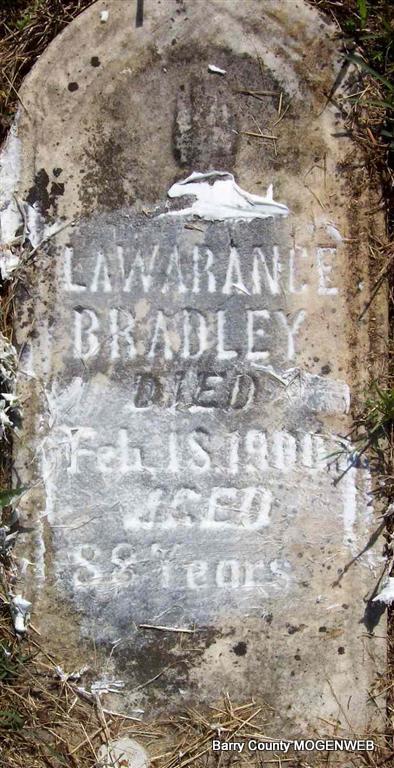 LAWARANCE
BRADLEY
DIED
Feb. 18, 1900
AGED
88 Years
Barry County MOGENWEB